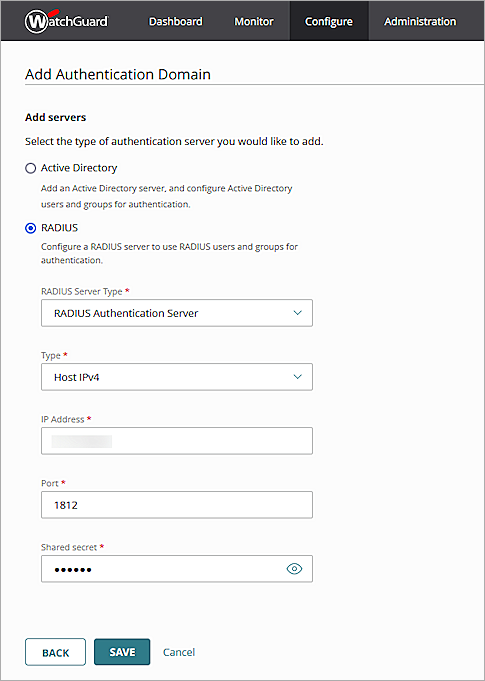 WatchGuard
Dashboard
Monitor
Configure
Administration
Add Authentication Domain
Add servers
Select the type of authentication server you would like to add.
Active Directory
Add an Active Directory server, and configure Active Directory
users and groups for authentication.
RADIUS
Configure a RADIUS server to use RADIUS users and groups for
authentication.
RADIUS Server Type *
RADIUS Authentication Server
Type *
Host IPv4
IP Address *
Port *
1812
Shared secret *
••••••
BACK
SAVE
Cancel